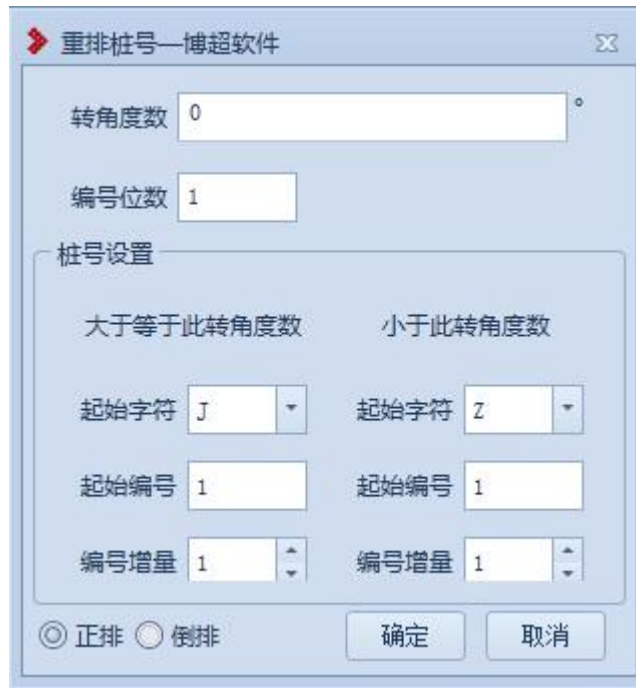 重排桩号—博超软件
转角度数 0 °
编号位数 1
桩号设置
大于等于此转角度数 小于此转角度数
起始字符 J 起始字符 Z
起始编号 1 起始编号 1
编号增量 1 编号增量 1
正排 倒排 确定 取消